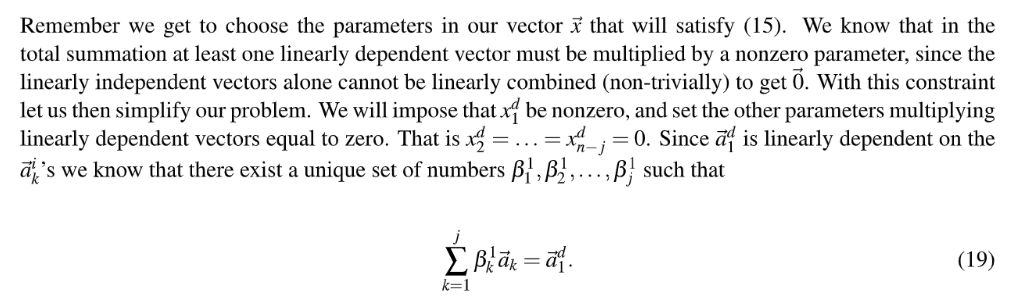 Remember we get to choose the parameters in our vector $\vec{x}$ that will satisfy (15). We know that in the
total summation at least one linearly dependent vector must be multiplied by a nonzero parameter, since the
linearly independent vectors alone cannot be linearly combined (non-trivially) to get $\vec{0}$. With this constraint
let us then simplify our problem. We will impose that $x_1^d$ be nonzero, and set the other parameters multiplying
linearly dependent vectors equal to zero. That is $x_2^d = \ldots = x_{n-j}^d = 0$. Since $\vec{a}_1^d$ is linearly dependent on the
$\vec{a}_k^i$'s we know that there exist a unique set of numbers $\beta_1^1, \beta_2^1, \ldots, \beta_j^1$ such that
$\sum_{k=1}^{j} \beta_k^1 \vec{a}_k = \vec{a}_1^d.$ (19)